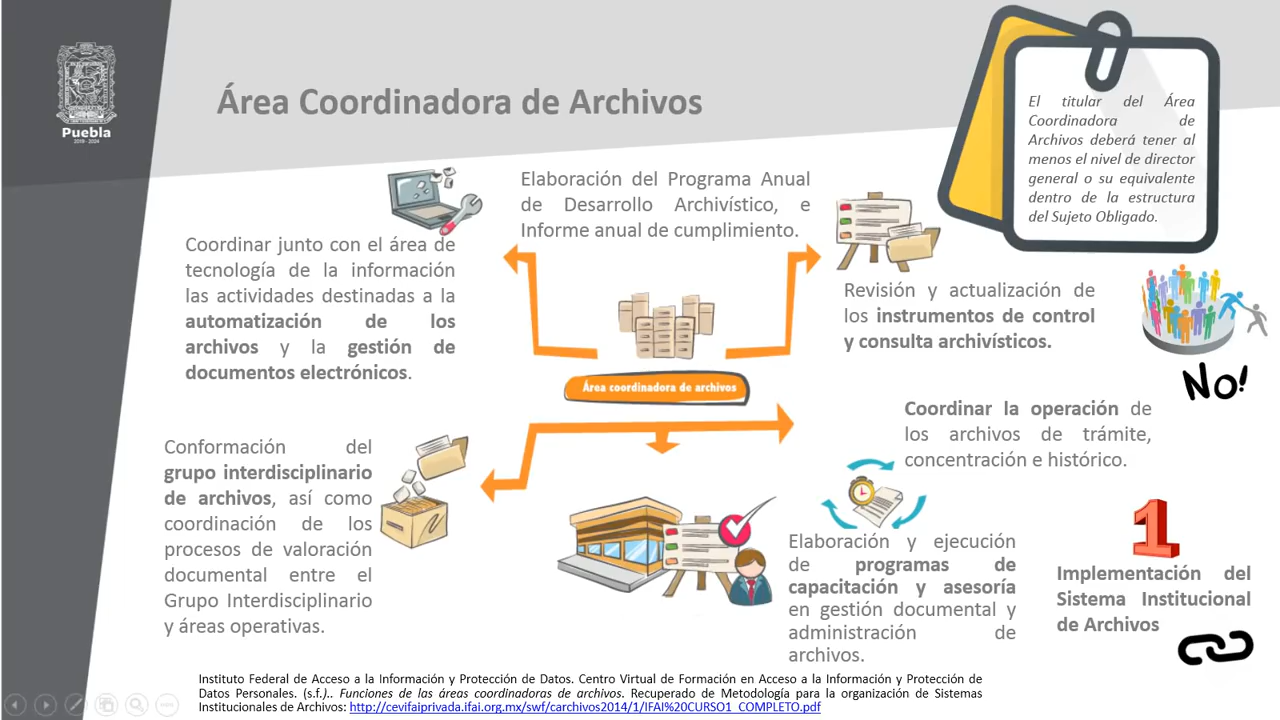 Puebla
2019 - 2024
Área Coordinadora de Archivos
El titular del Área
Coordinadora de
Archivos deberá tener al
menos el nivel de director
general o su equivalente
dentro de la estructura
del Sujeto Obligado.
Elaboración del Programa Anual
de Desarrollo Archivístico, e
Informe anual de cumplimiento.
Coordinar junto con el área de
tecnología de la información
las actividades destinadas a la
automatización de los
archivos y la gestión de
documentos electrónicos.
Revisión y actualización de
los instrumentos de control
y consulta archivísticos.
NO!
Área coordinadora de archivos
Coordinar la operación de
los archivos de trámite,
concentración e histórico.
Conformación del
grupo interdisciplinario
de archivos, así como
coordinación de los
procesos de valoración
documental entre el
Grupo Interdisciplinario
y áreas operativas.
Elaboración y ejecución
de programas de
capacitación y asesoría
en gestión documental y
administración de
archivos.
1
Implementación del
Sistema Institucional
de Archivos
Instituto Federal de Acceso a la Información y Protección de Datos. Centro Virtual de Formación en Acceso a la Información y Protección de
Datos Personales. (s.f.).. Funciones de las áreas coordinadoras de archivos. Recuperado de Metodología para la organización de Sistemas
Institucionales de Archivos: http://cevifaiprivada.ifai.org.mx/swf/carchivos2014/1/IFAI%20CURSO1_COMPLETO.pdf